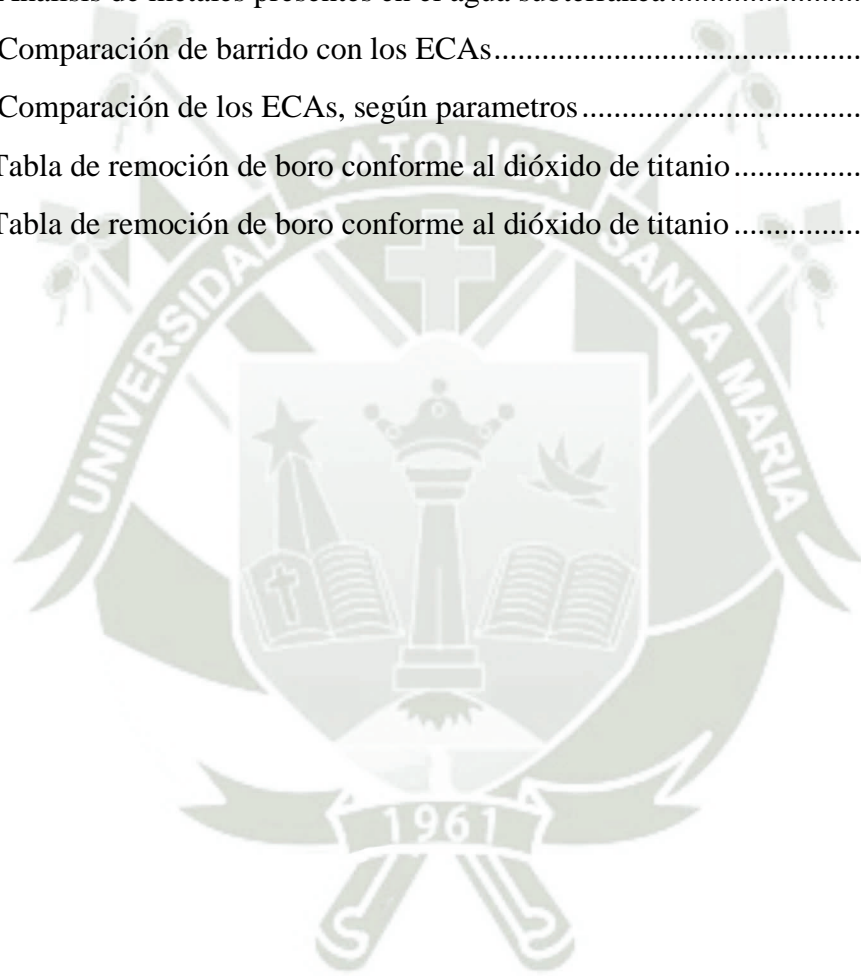 Análisis de metales presentes en el agua subterránea........................
Comparación de barrido con los ECAs..............................................
Comparación de los ECAs, según parametros...................................
Tabla de remoción de boro conforme al dióxido de titanio................
Tabla de remoción de boro conforme al dióxido de titanio................
UNIVERSIDAD CATOLICA SANTA MARIA
1961